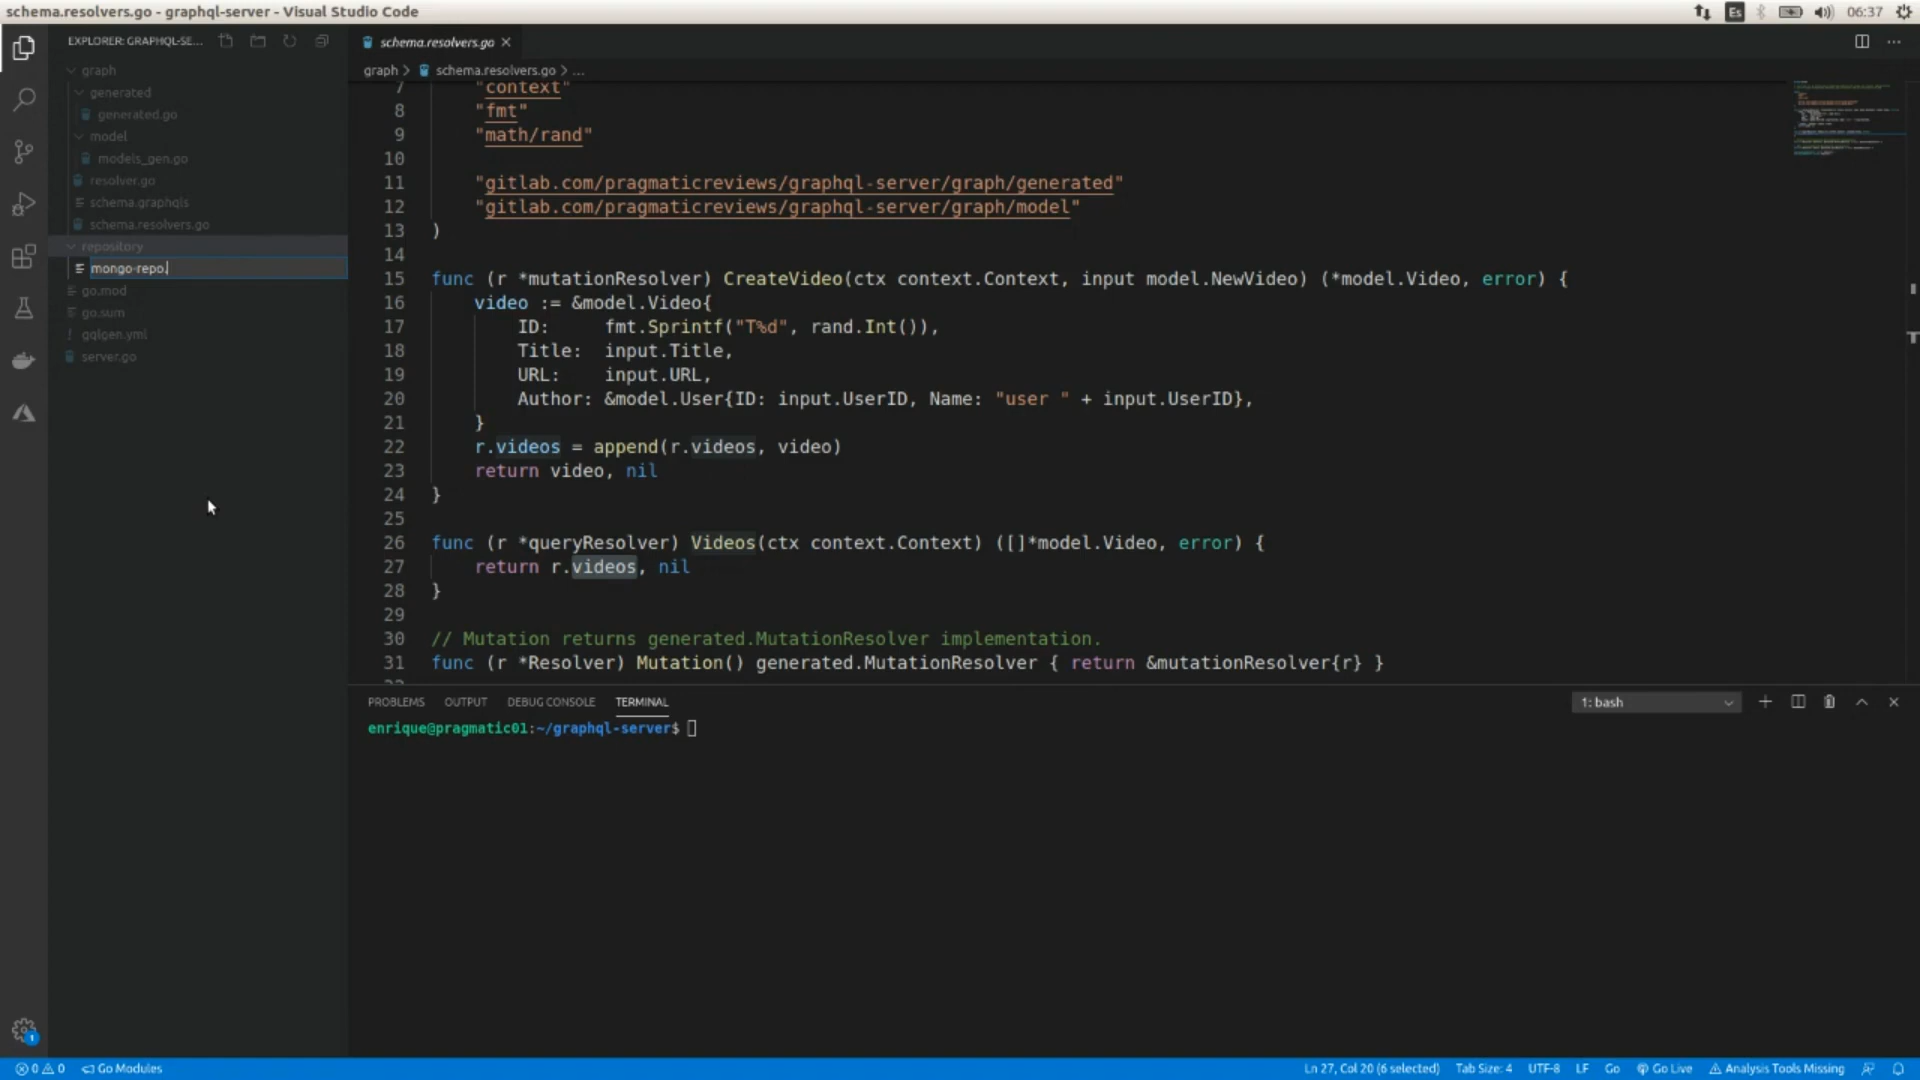 schema.resolvers.go - graphql-server - Visual Studio Code
Es
06:37
EXPLORER: GRAPHQL-SE...
graph
generated
generated.go
model
models_gen.go
resolver.go
schema.graphqls
schema.resolvers.go
repository
mongo-repo.
go.mod
go.sum
! gqlgen.yml
server.go
schema.resolvers.go
graph > schema.resolvers.go > ...
7 "context"
8 "fmt"
9 "math/rand"
10
11 "gitlab.com/pragmaticreviews/graphql-server/graph/generated"
12 "gitlab.com/pragmaticreviews/graphql-server/graph/model"
13 )
14
15 func (r *mutationResolver) CreateVideo(ctx context.Context, input model.NewVideo) (*model.Video, error) {
16 video := &model.Video{
17 ID: fmt.Sprintf("T%d", rand.Int()),
18 Title: input.Title,
19 URL: input.URL,
20 Author: &model.User{ID: input.UserID, Name: "user " + input.UserID},
21 }
22 r.videos = append(r.videos, video)
23 return video, nil
24 }
25
26 func (r *queryResolver) Videos(ctx context.Context) ([]*model.Video, error) {
27 return r.videos, nil
28 }
29
30 // Mutation returns generated.MutationResolver implementation.
31 func (r *Resolver) Mutation() generated.MutationResolver { return &mutationResolver{r} }
PROBLEMS OUTPUT DEBUG CONSOLE TERMINAL
1: bash
enrique@pragmatic01:~/graphql-server$
1
0 0 Go Modules
Ln 27, Col 20 (6 selected) Tab Size: 4 UTF-8 LF Go Go Live Analysis Tools Missing